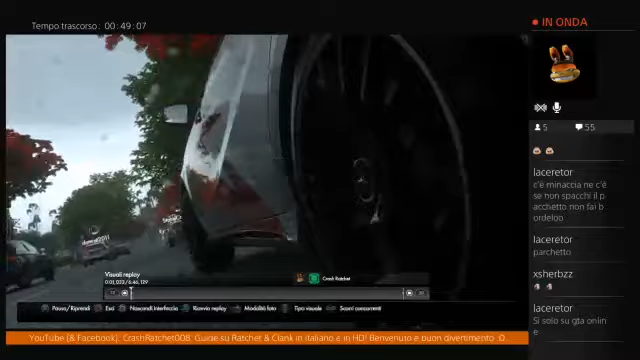 Tempo trascorso: 00:49:07
IN ONDA
5 55
laceretor
c'è minaccia ne c'è
se non spacchi il p
acchetto non fai b
ordeloo
laceretor
parchetto
xsherbzz
laceretor
Si solo su gta onlin
e
Visuali replay
Crash Ratchet
Pausa/Riprendi Esci Nascondi interfaccia Riavvia replay Modalità foto Tipo visuale Scorri concorrenti
YouTube [& Facebook]: CrashRatchet008. Guide su Ratchet & Clank in italiano e in HD! Benvenuto e buon divertimento :D